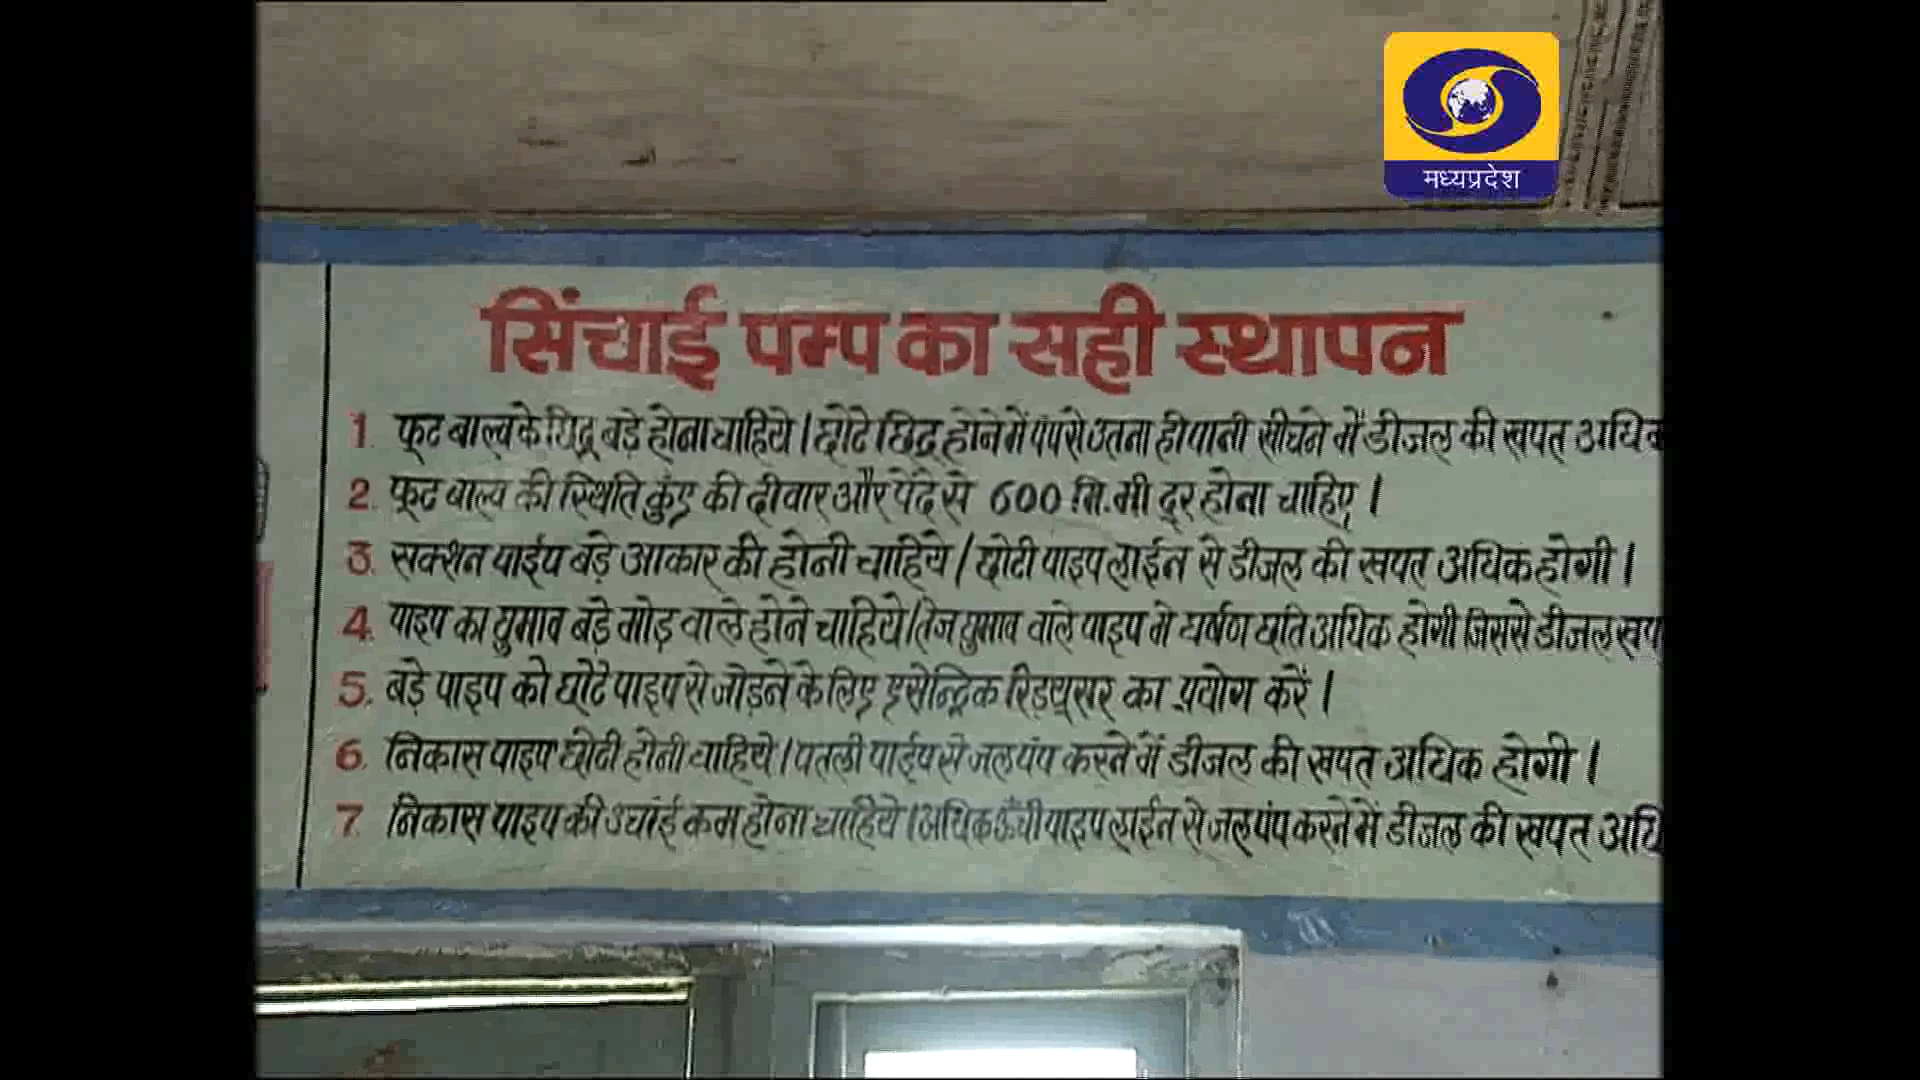 मध्यप्रदेश
सिंचाई पम्प का सही स्थापन
1. फूट बाल्व के छिद्र बड़े होना चाहिये । छोटे छिद्र होने में पंप से उतना ही पानी सीचने में डीजल की खपत
2. फूट बाल्व की स्थिति कुंए की दीवार और पेंदे से 600 मि.मी दूर होना चाहिए ।
3. सक्शन पाईप बड़े आकार की होनी चाहिये / छोटी पाइप लाईन से डीजल की खपत अधिक होगी ।
4. पाइप का घुमाव बड़े मोड़ वाले होने चाहिये / तेज घुमाव वाले पाइप मे घर्षण छति अधिक होगी जिससे डीजल
5. बड़े पाइप को छोटे पाइप से जोड़ने के लिए इसेन्द्रिक रिड्यूसर का प्रयोग करें ।
6. निकास पाइप छोटी होनी चाहिये । पतली पाईप से जल पंप करने में डीजल की खपत अधिक होगी ।
7. निकास पाइप की उचांई कम होना चाहिये । अधिक ऊँची पाइप लाईन से जल पंप करने में डीजल की खपत